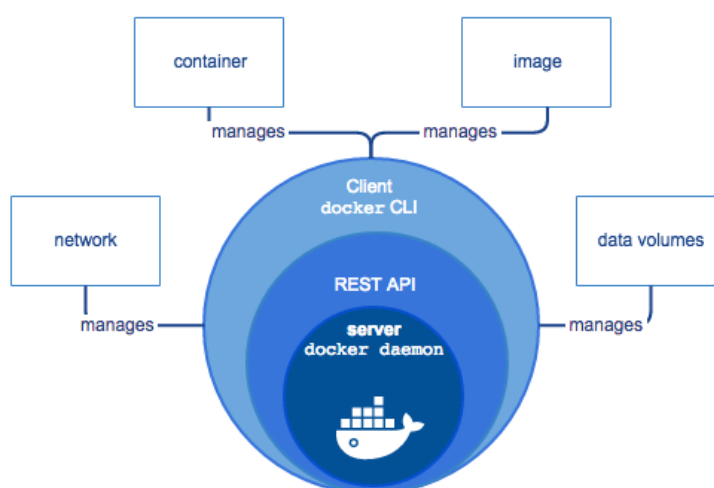 container
image
manages
manages
Client
docker CLI
network
data volumes
REST API
manages
server
manages
docker daemon